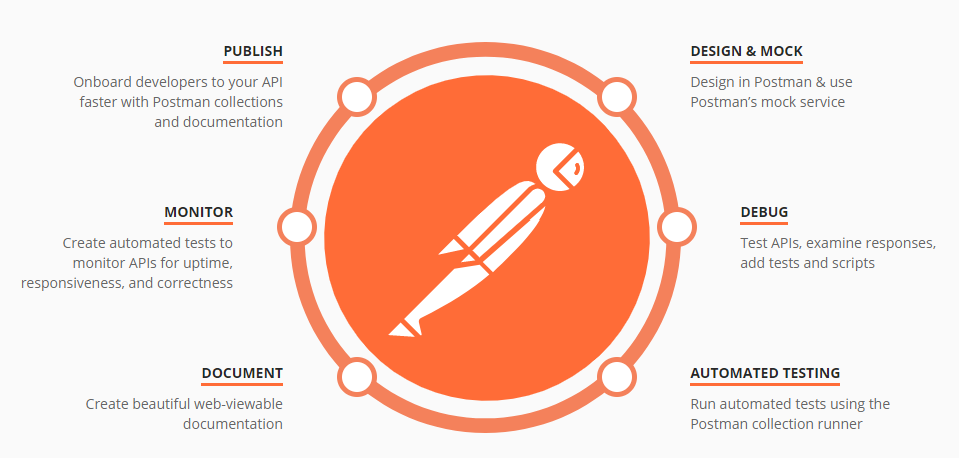 PUBLISH
Onboard developers to your API
faster with Postman collections
and documentation
DESIGN & MOCK
Design in Postman & use
Postman’s mock service
MONITOR
Create automated tests to
monitor APIs for uptime,
responsiveness, and correctness
DEBUG
Test APIs, examine responses,
add tests and scripts
DOCUMENT
Create beautiful web-viewable
documentation
AUTOMATED TESTING
Run automated tests using the
Postman collection runner